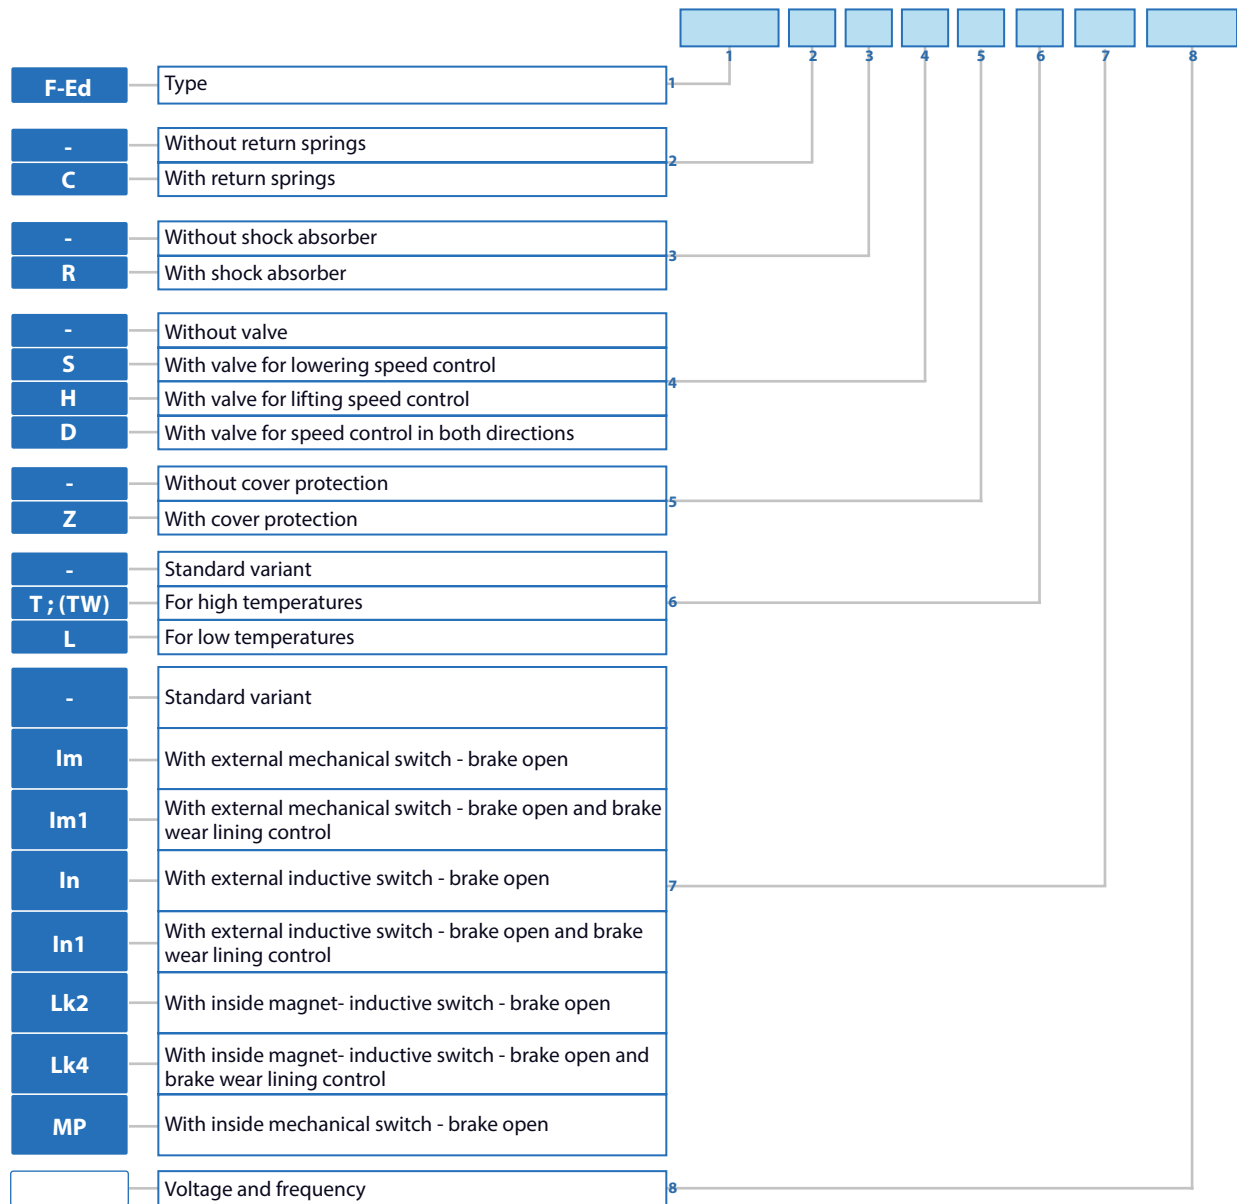 1 2 3 4 5 6 7 8
F-Ed Type 1
- Without return springs
2
C With return springs
- Without shock absorber
3
R With shock absorber
- Without valve
S With valve for lowering speed control
4
H With valve for lifting speed control
D With valve for speed control in both directions
- Without cover protection
5
Z With cover protection
- Standard variant
T ; (TW) For high temperatures 6
L For low temperatures
- Standard variant
Im With external mechanical switch - brake open
Im1 With external mechanical switch - brake open and brake
wear lining control
In With external inductive switch - brake open 7
In1 With external inductive switch - brake open and brake
wear lining control
Lk2 With inside magnet- inductive switch - brake open
Lk4 With inside magnet- inductive switch - brake open and
brake wear lining control
MP With inside mechanical switch - brake open
Voltage and frequency 8